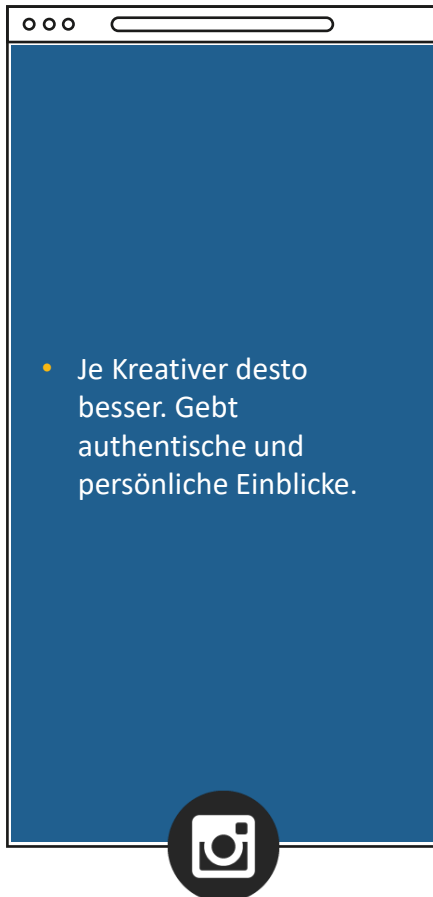 • Je Kreativer desto
besser. Gebt
authentische und
persönliche Einblicke.